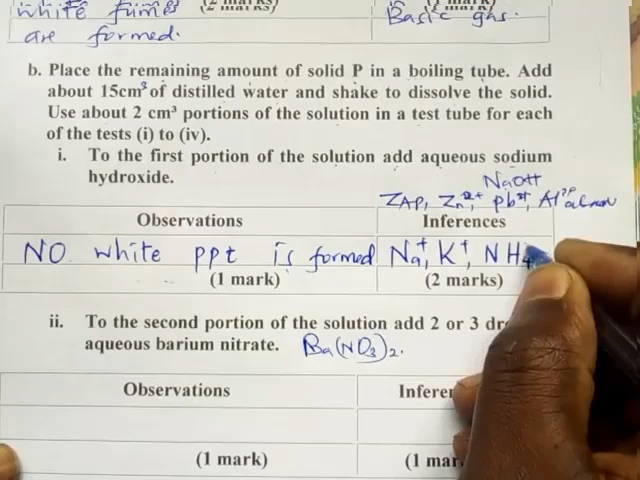 white fumes
are formed.
(2 marks)
Basic gas.
(1 mark)
b. Place the remaining amount of solid P in a boiling tube. Add
about 15cm³ of distilled water and shake to dissolve the solid.
Use about 2 cm³ portions of the solution in a test tube for each
of the tests (i) to (iv).
i. To the first portion of the solution add aqueous sodium
hydroxide.
NaOH
ZAP, Zn²⁺, Pb²⁺, Al³⁺
Observations Inferences
NO white ppt is formed Na⁺, K⁺, NH₄
(1 mark) (2 marks)
ii. To the second portion of the solution add 2 or 3
aqueous barium nitrate. Ba(NO₃)₂.
Observations Infere
(1 mark) (1 mar